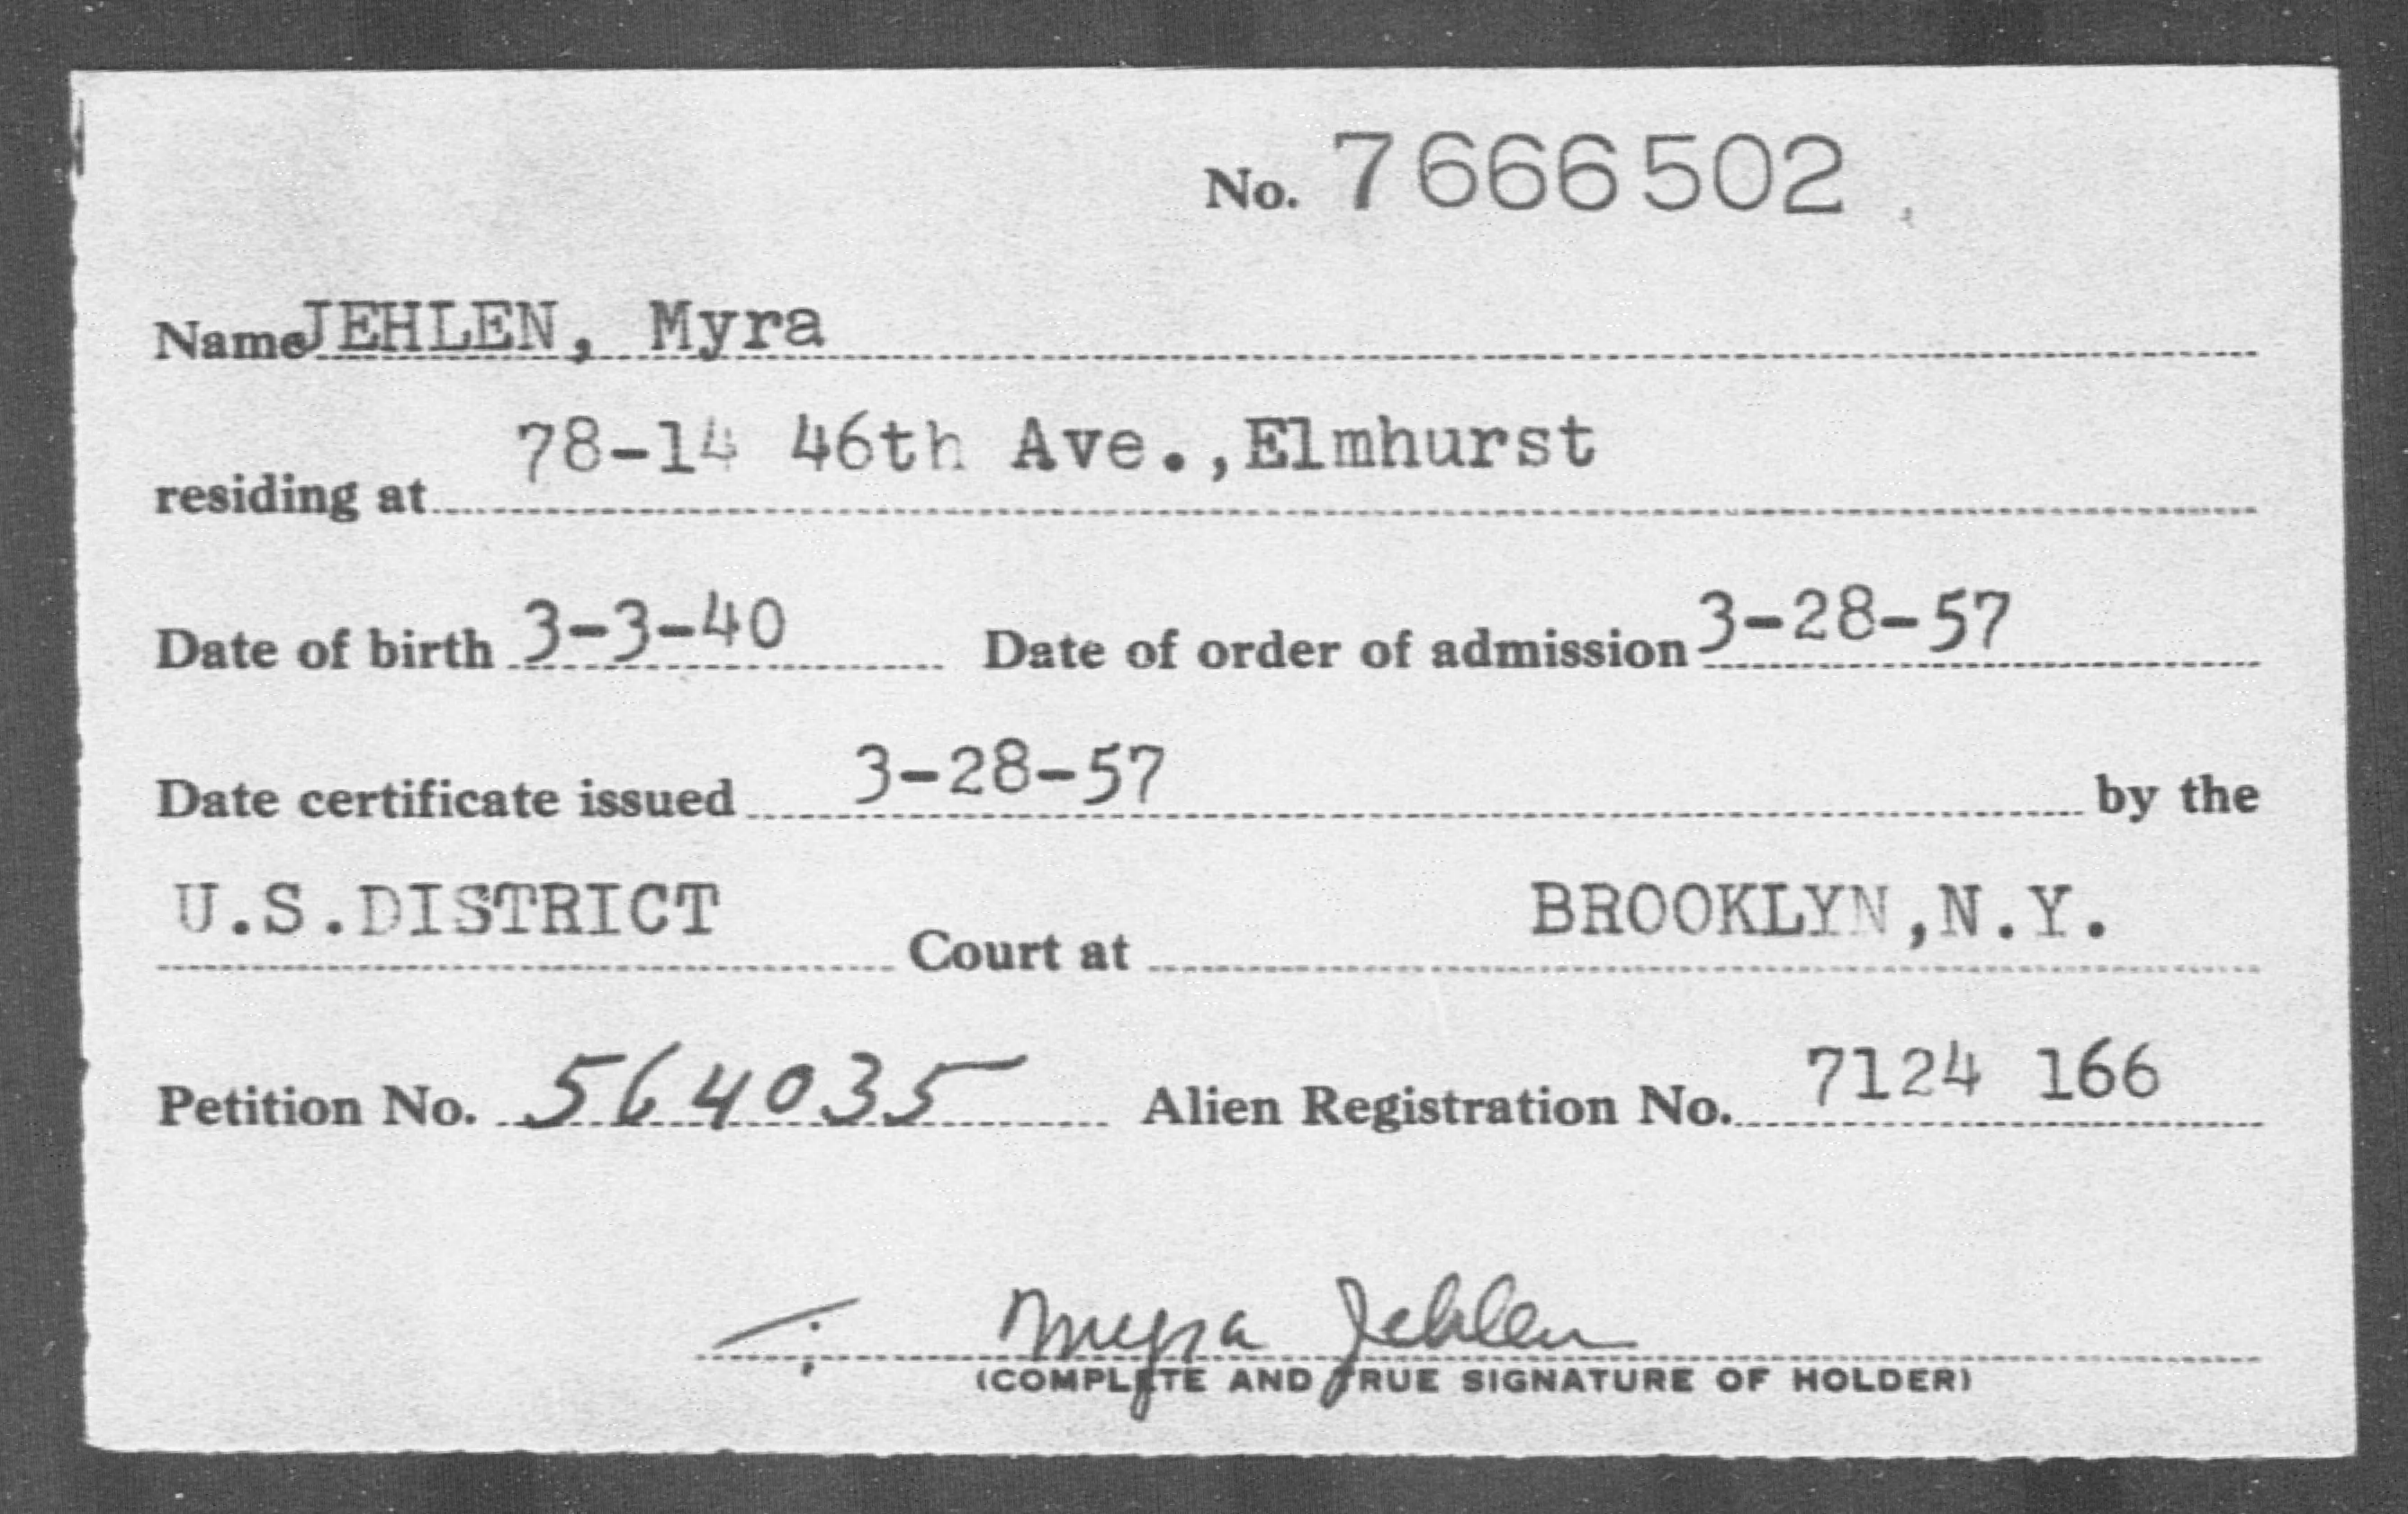 No. 7666502
Name JEHLEN, Myra
residing at 78-14 46th Ave.,Elmhurst
Date of birth 3-3-40 Date of order of admission 3-28-57
Date certificate issued 3-28-57 by the
U.S.DISTRICT Court at BROOKLYN,N.Y.
Petition No. 564035 Alien Registration No. 7124 166
Myra Jehlen
(COMPLETE AND TRUE SIGNATURE OF HOLDER)